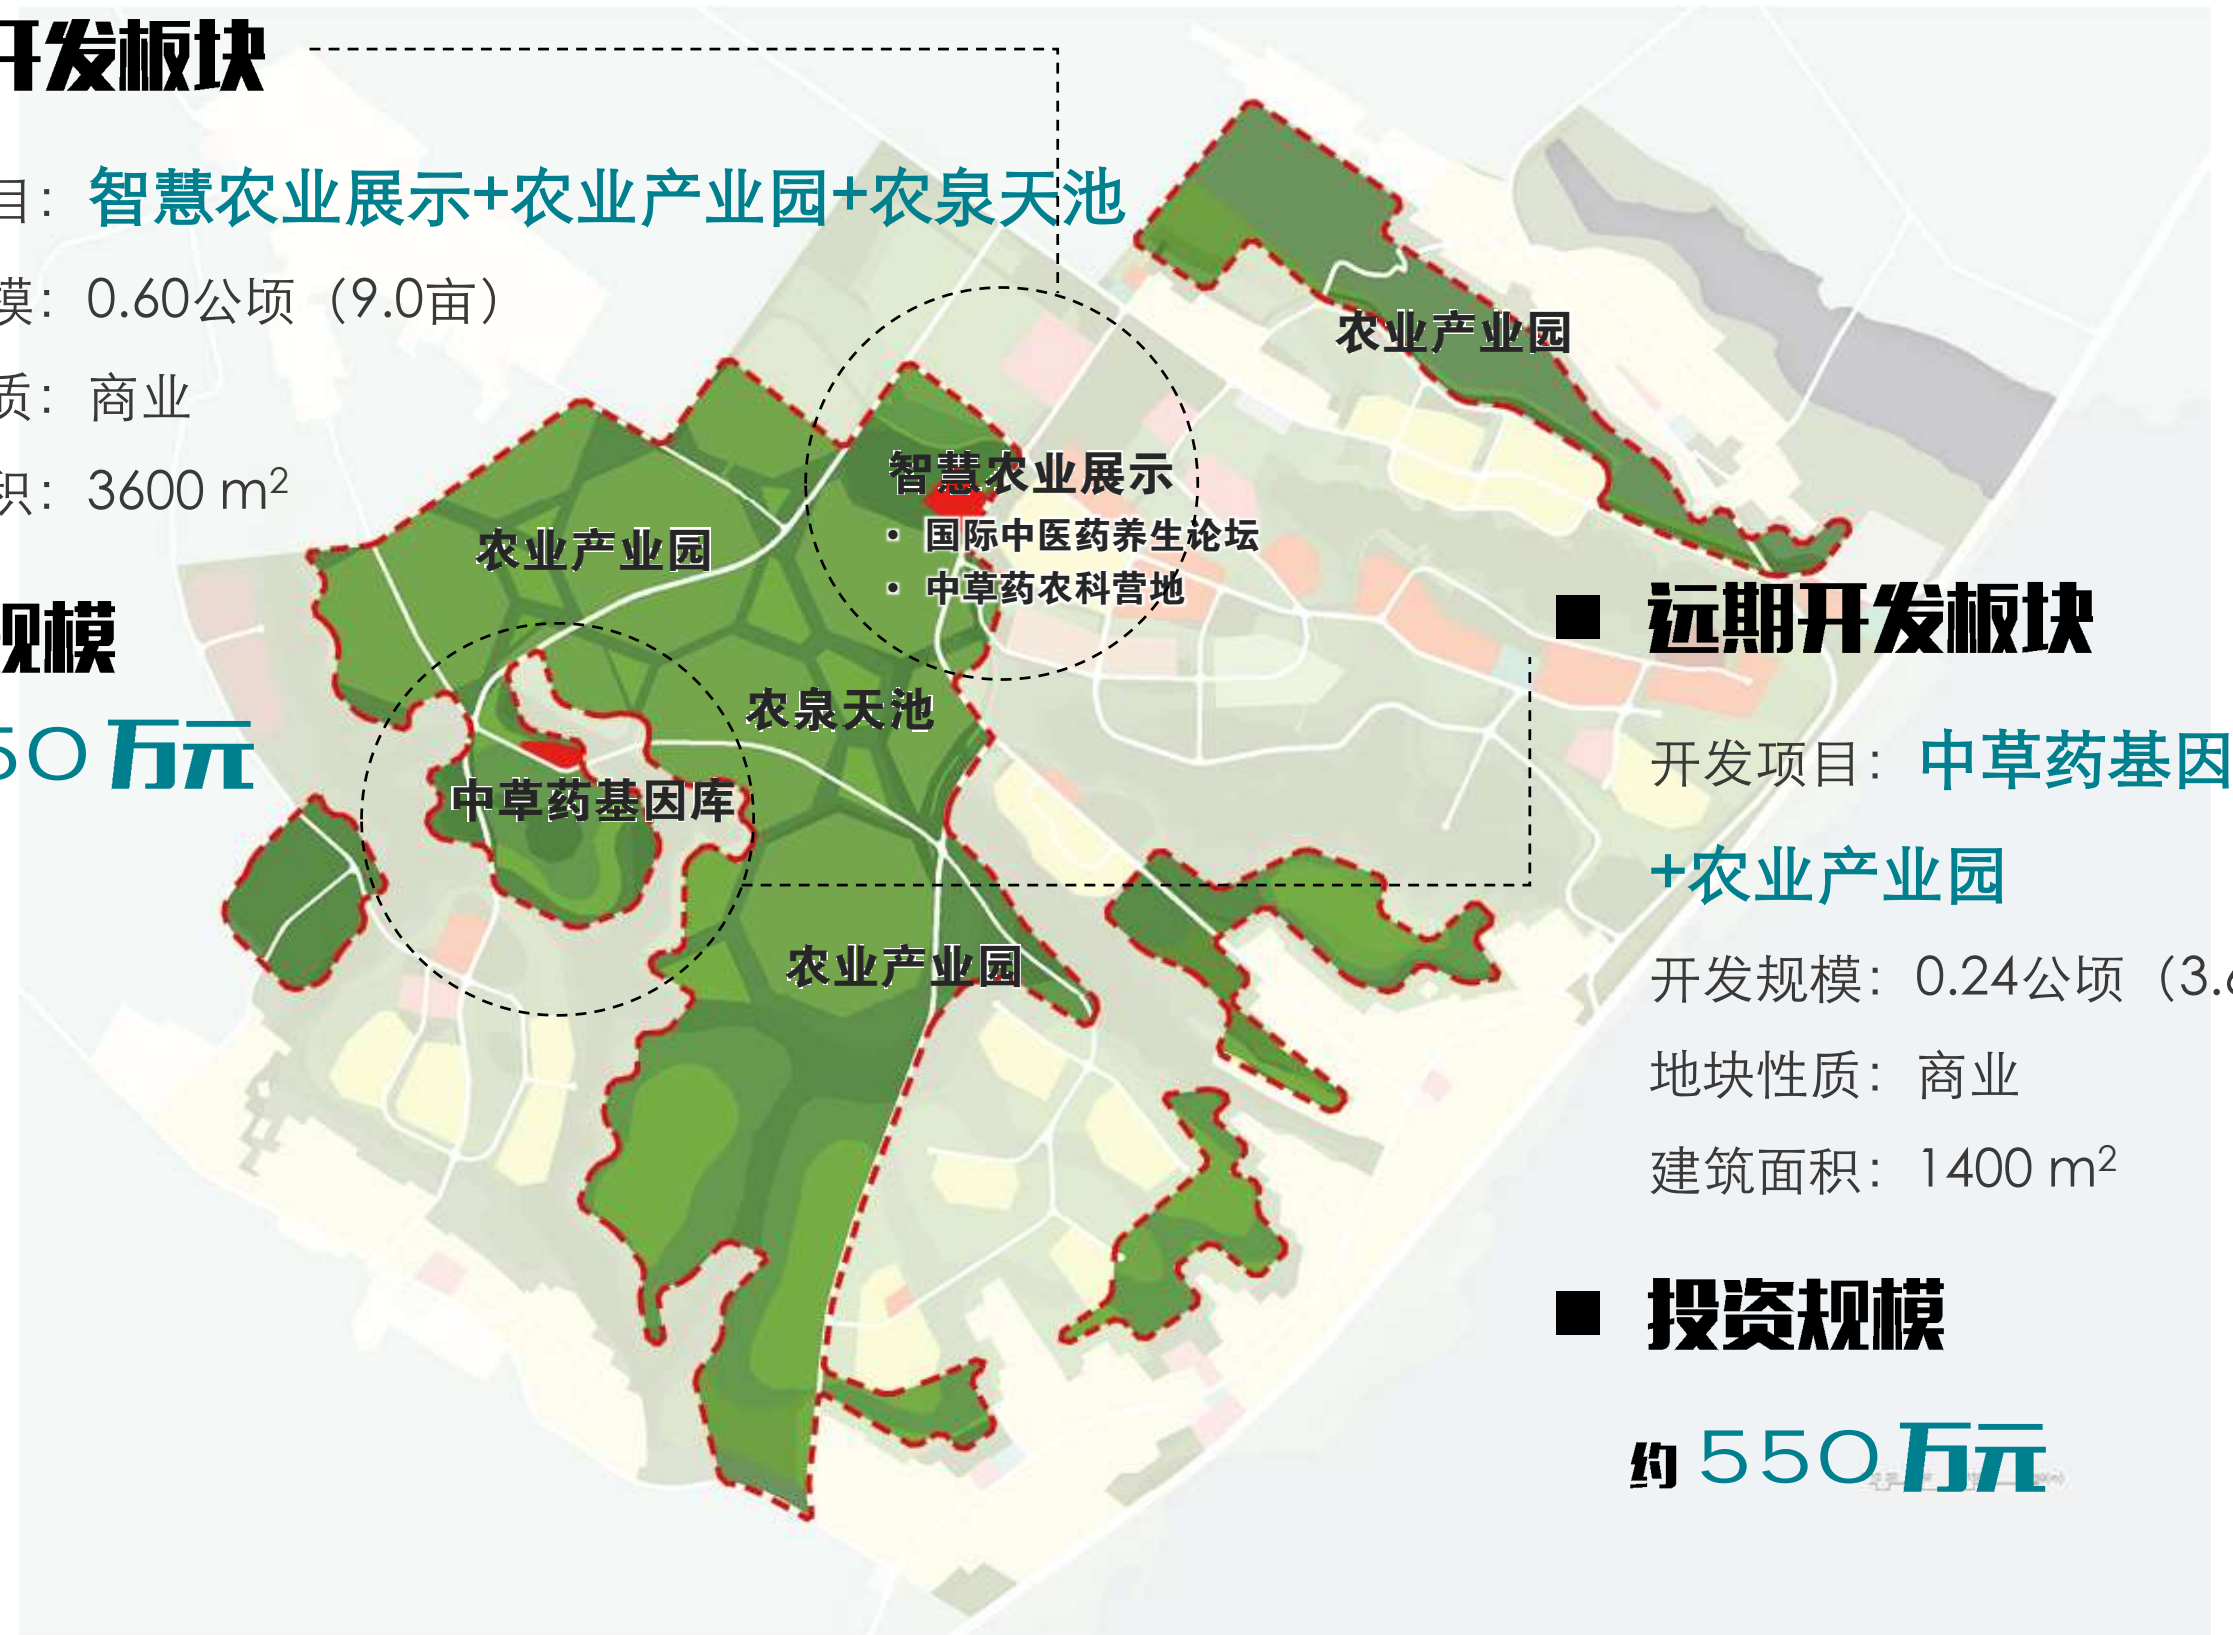 开发板块
目：智慧农业展示+农业产业园+农泉天池
模：0.60公顷（9.0亩）
质：商业
积：3600 m²
规模
50万元
农业产业园
智慧农业展示
· 国际中医药养生论坛
· 中草药农科营地
农业产业园
农泉天池
中草药基因库
农业产业园
■ 远期开发板块
开发项目：中草药基因
+农业产业园
开发规模：0.24公顷（3.6
地块性质：商业
建筑面积：1400 m²
■ 投资规模
约550万元